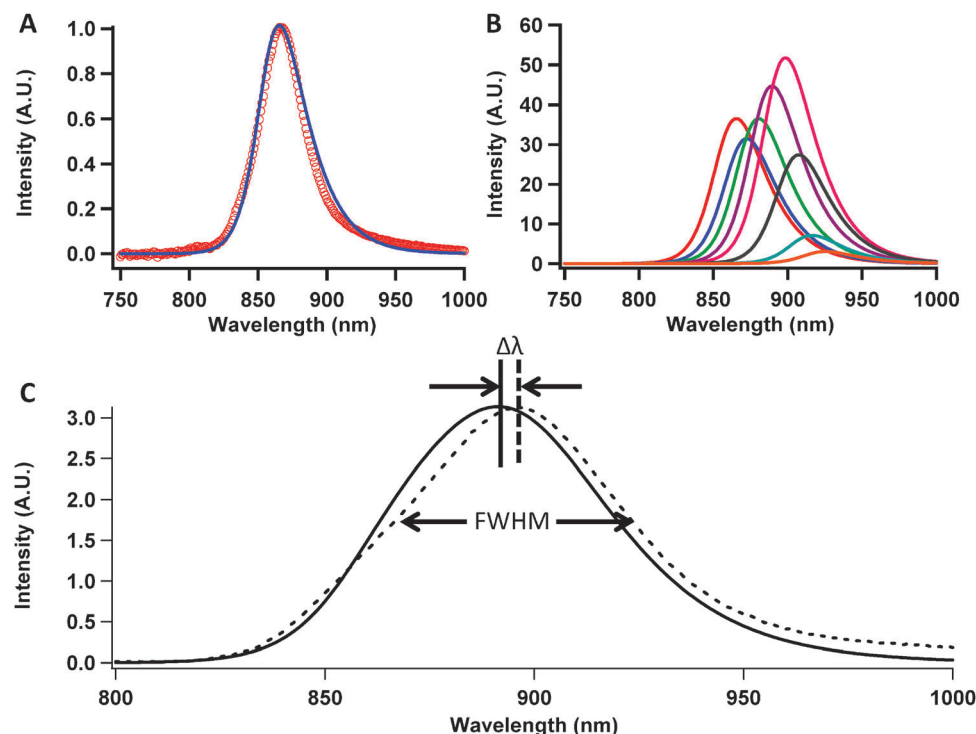 A
Intensity (A.U.)
1.0
0.8
0.6
0.4
0.2
0.0
750 800 850 900 950 1000
Wavelength (nm)
B
Intensity (A.U.)
60
50
40
30
20
10
0
750 800 850 900 950 1000
Wavelength (nm)
C
Δλ
FWHM
Intensity (A.U.)
3.0
2.5
2.0
1.5
1.0
0.5
0.0
800 850 900 950 1000
Wavelength (nm)